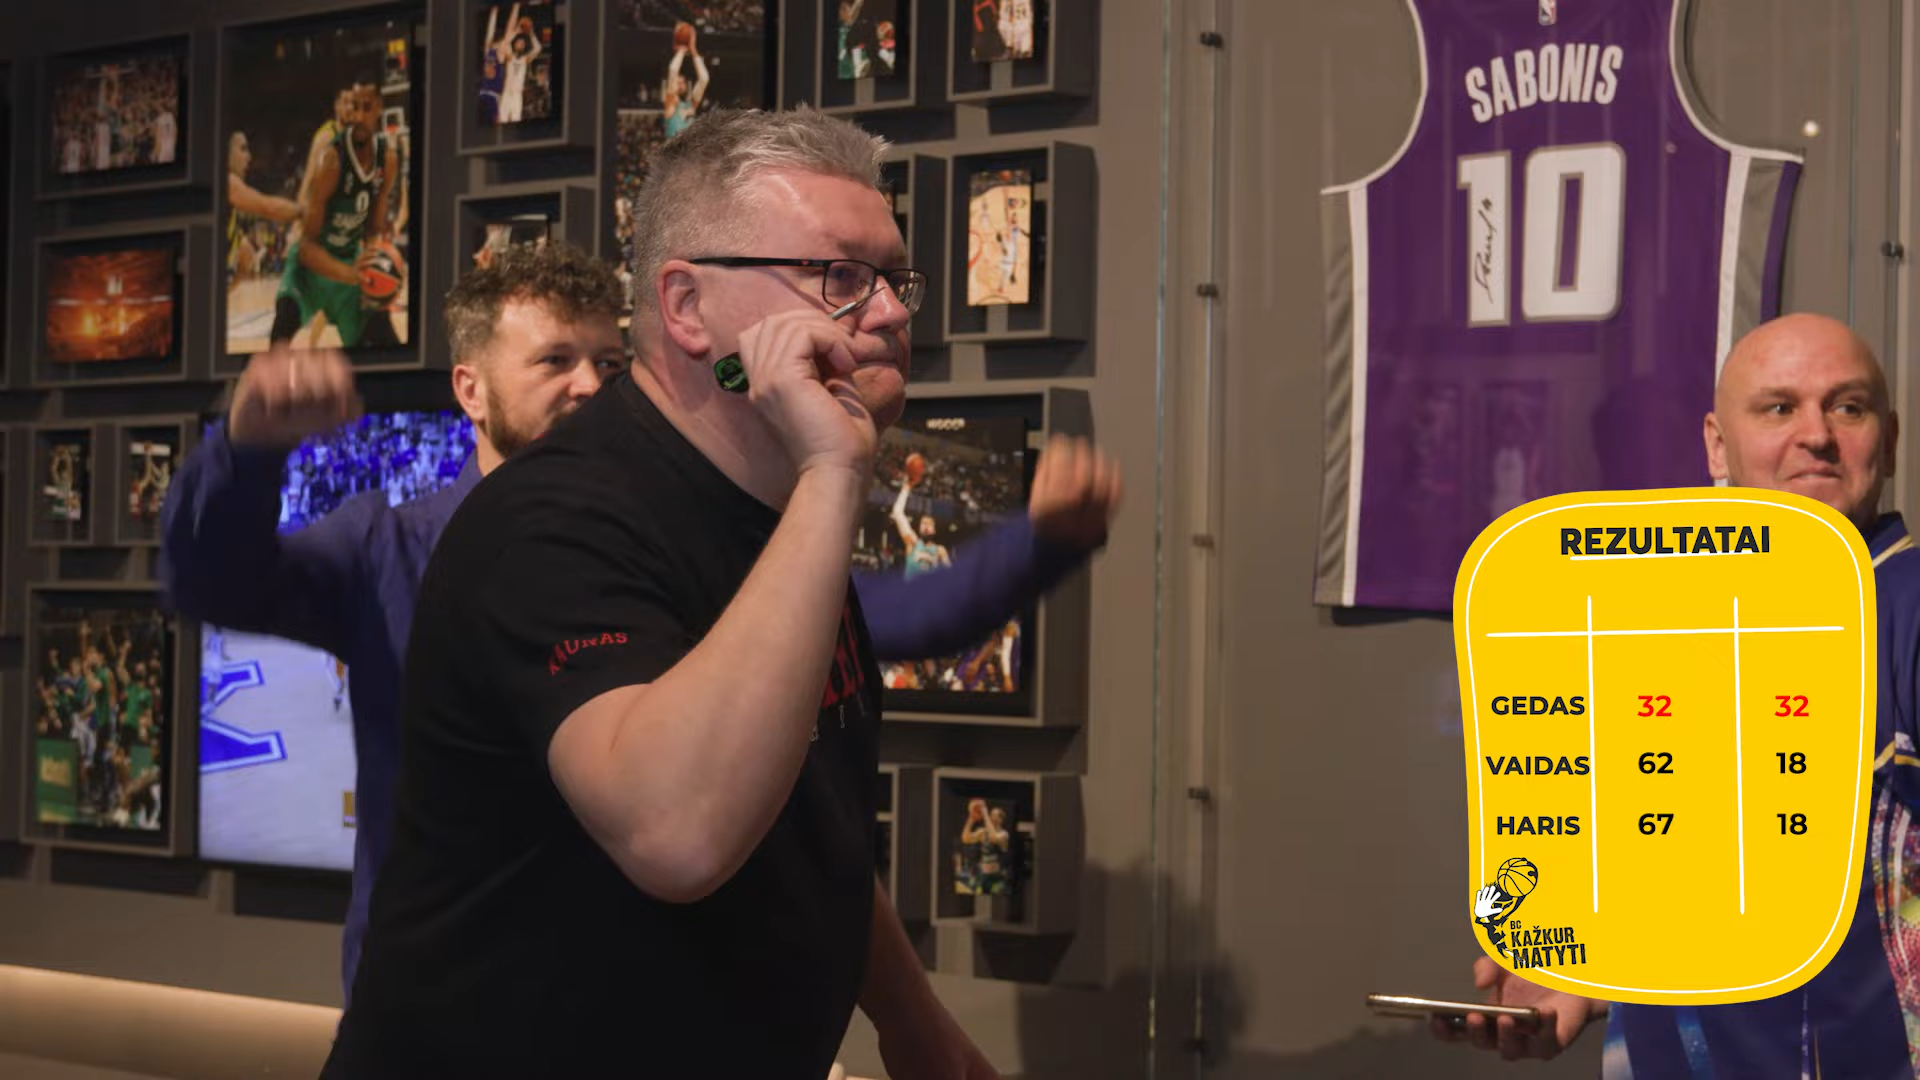 SABONIS
10
KAUNAS
REZULTATAI
GEDAS 32 32
VAIDAS 62 18
HARIS 67 18
BC
KAŽKUR
MATYTI